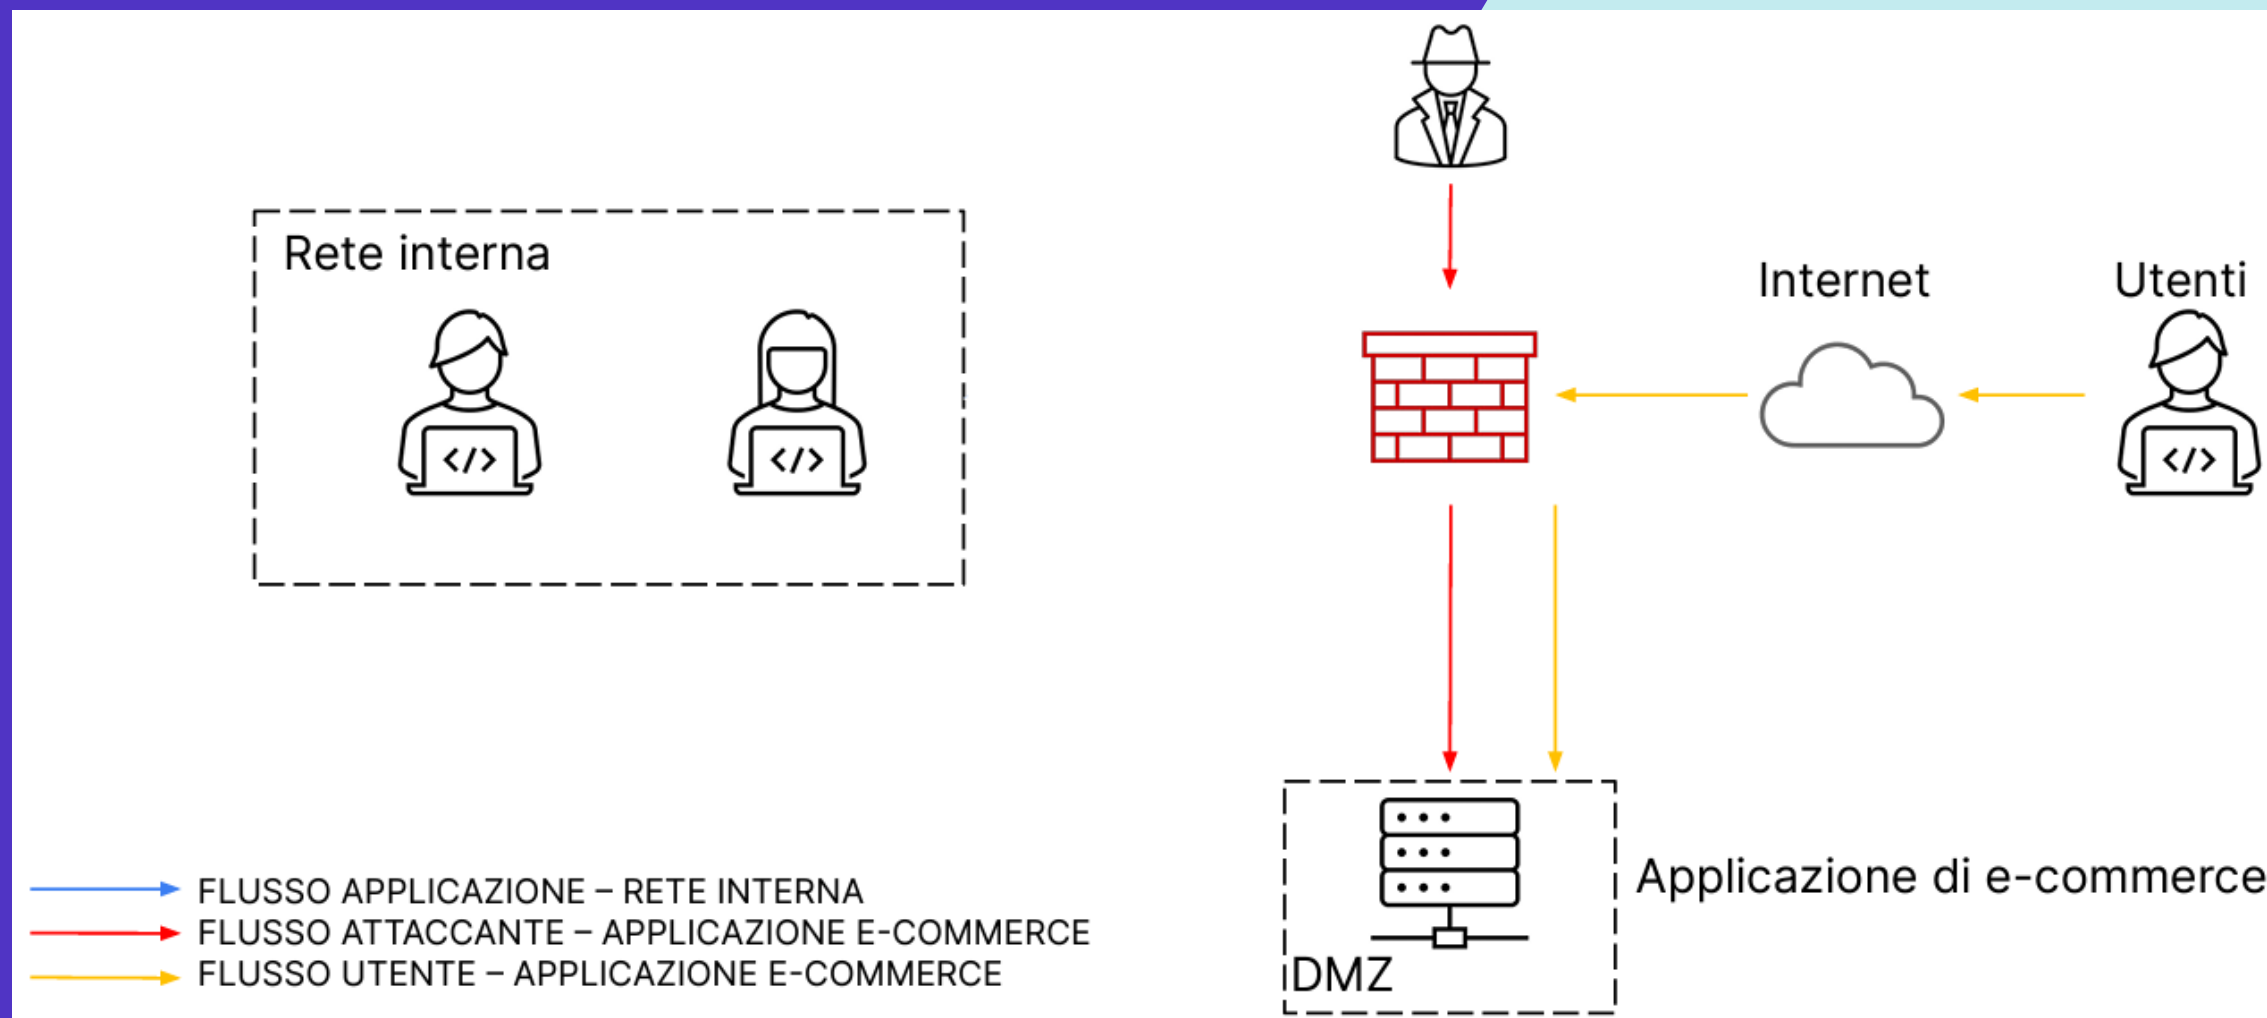 Rete interna
</>
</>
Internet
Utenti
</>
Applicazione di e-commerce
DMZ
FLUSSO APPLICAZIONE – RETE INTERNA
FLUSSO ATTACCANTE – APPLICAZIONE E-COMMERCE
FLUSSO UTENTE – APPLICAZIONE E-COMMERCE